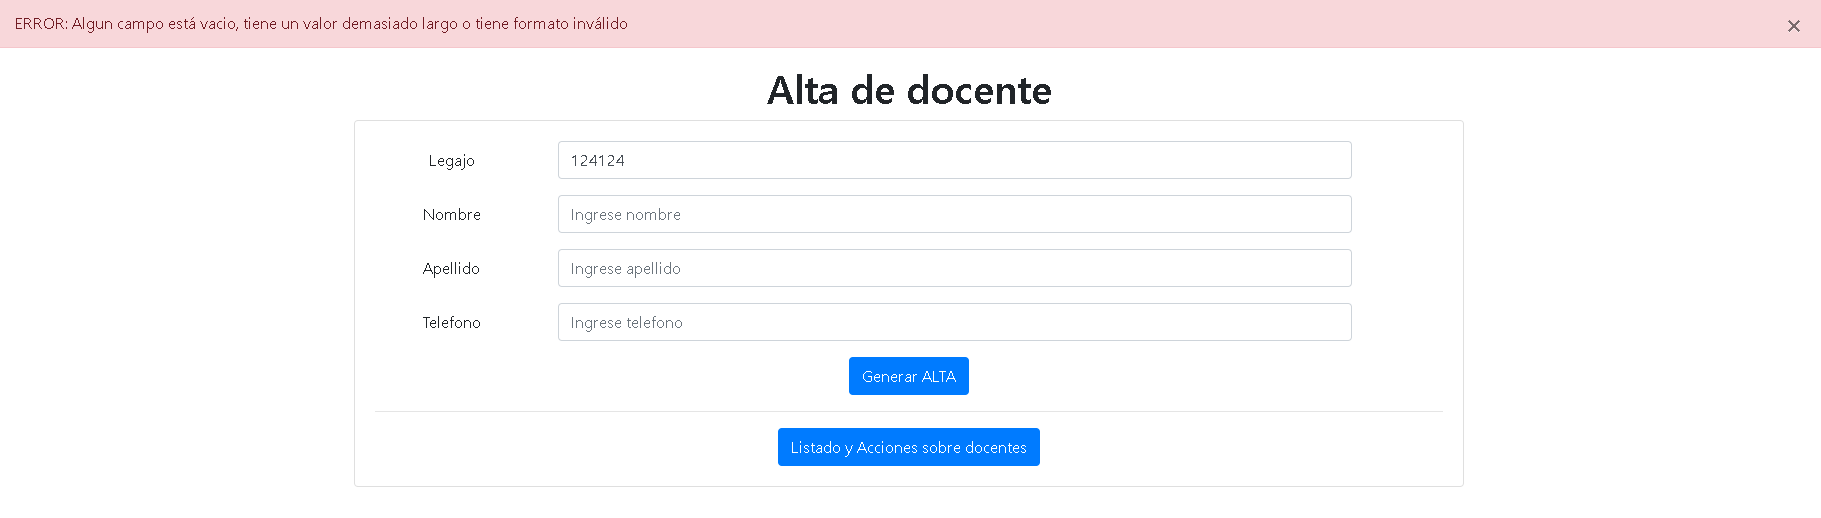 ERROR: Algun campo está vacio, tiene un valor demasiado largo o tiene formato inválido
×
Alta de docente
Legajo 124124
Nombre Ingrese nombre
Apellido Ingrese apellido
Telefono Ingrese telefono
Generar ALTA
Listado y Acciones sobre docentes